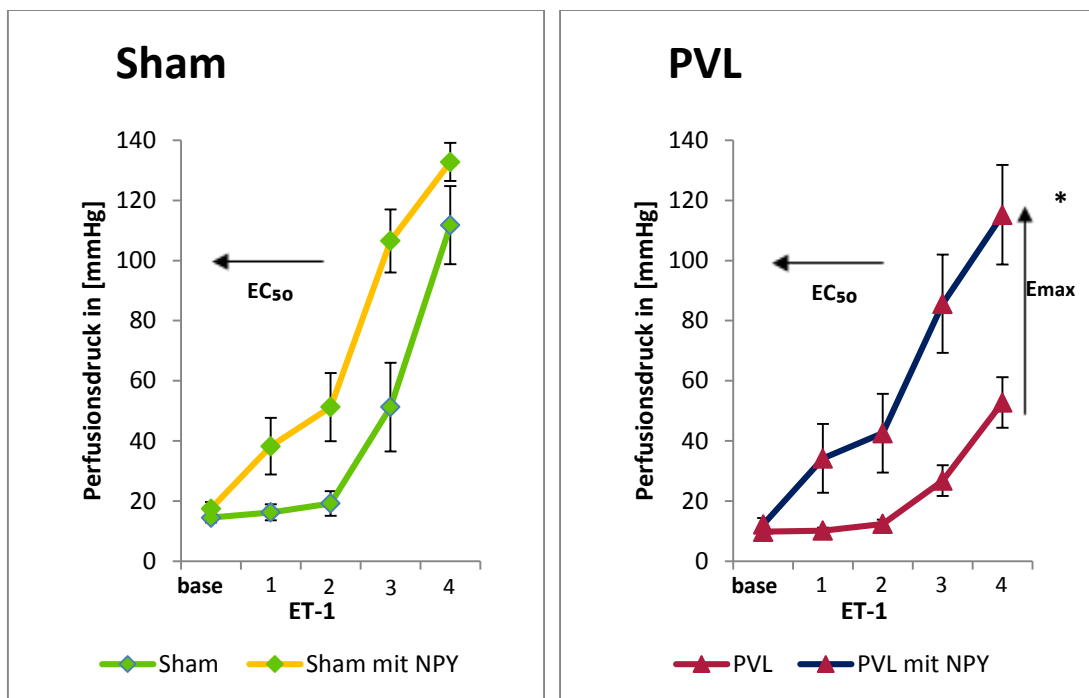 Sham
Perfusionsdruck in [mmHg]
140
120
100
80
60
40
20
0
EC₅₀
base 1 2 3 4
ET-1
Sham Sham mit NPY
PVL
Perfusionsdruck in [mmHg]
140
120
100
80
60
40
20
0
EC₅₀
*
Emax
base 1 2 3 4
ET-1
PVL PVL mit NPY